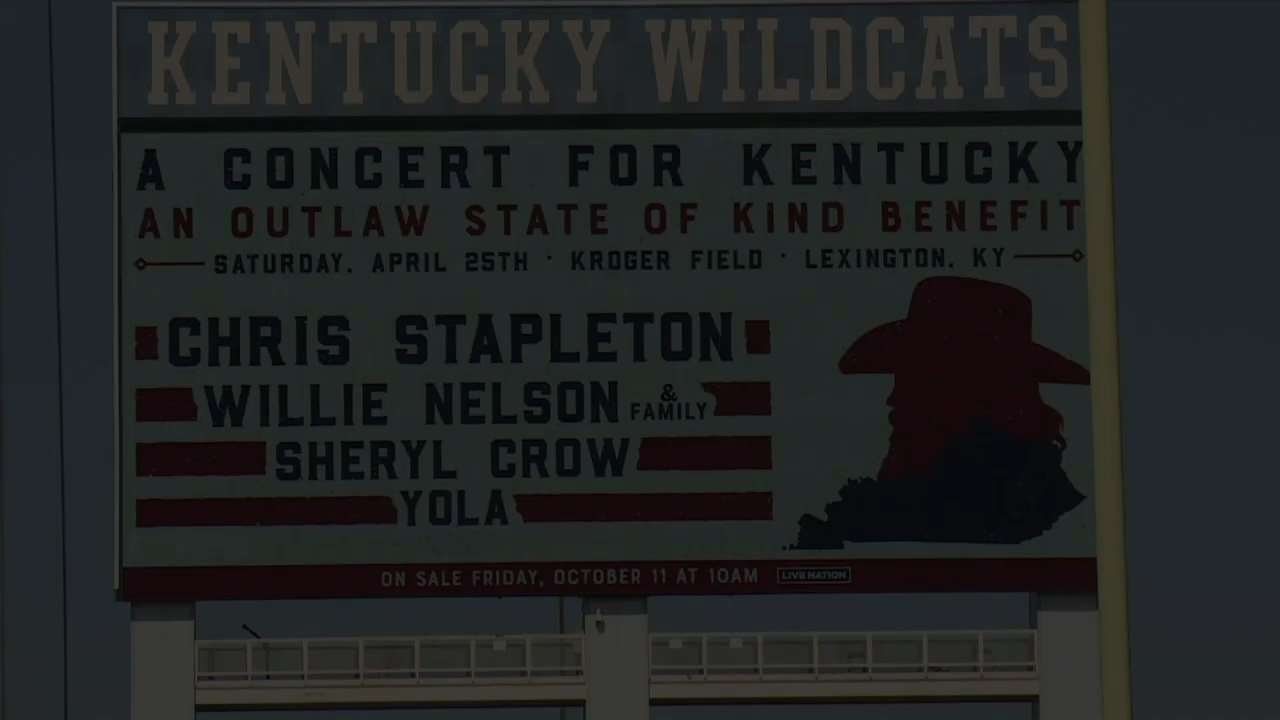 KENTUCKY WILDCATS
A CONCERT FOR KENTUCKY
AN OUTLAW STATE OF KIND BENEFIT
SATURDAY, APRIL 25TH · KROGER FIELD · LEXINGTON, KY
CHRIS STAPLETON
WILLIE NELSON & FAMILY
SHERYL CROW
YOLA
ON SALE FRIDAY, OCTOBER 11 AT 10AM LIVE NATION